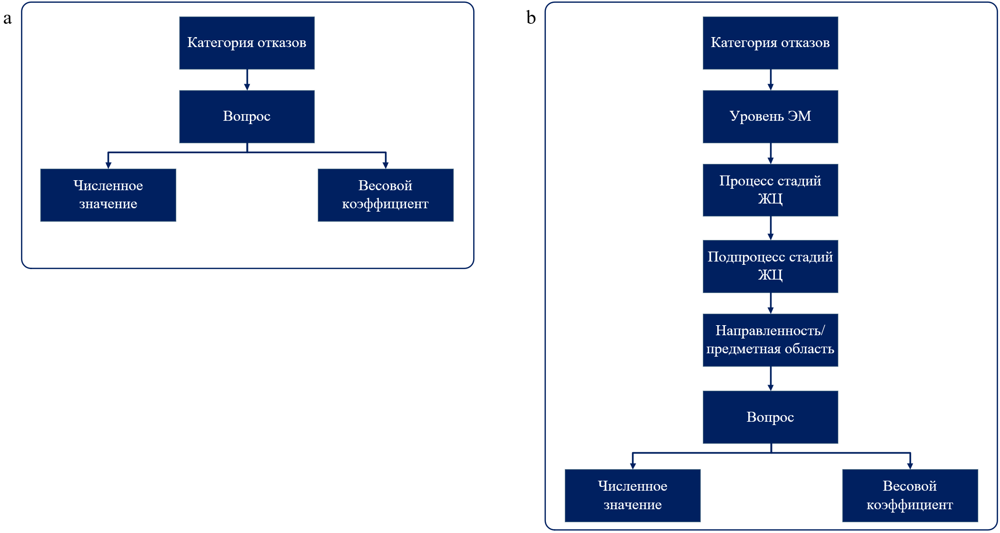 a
Категория отказов
Вопрос
Численное
значение
Весовой
коэффициент
b
Категория отказов
Уровень ЭМ
Процесс стадий
ЖЦ
Подпроцесс стадий
ЖЦ
Направленность/
предметная область
Вопрос
Численное
значение
Весовой
коэффициент